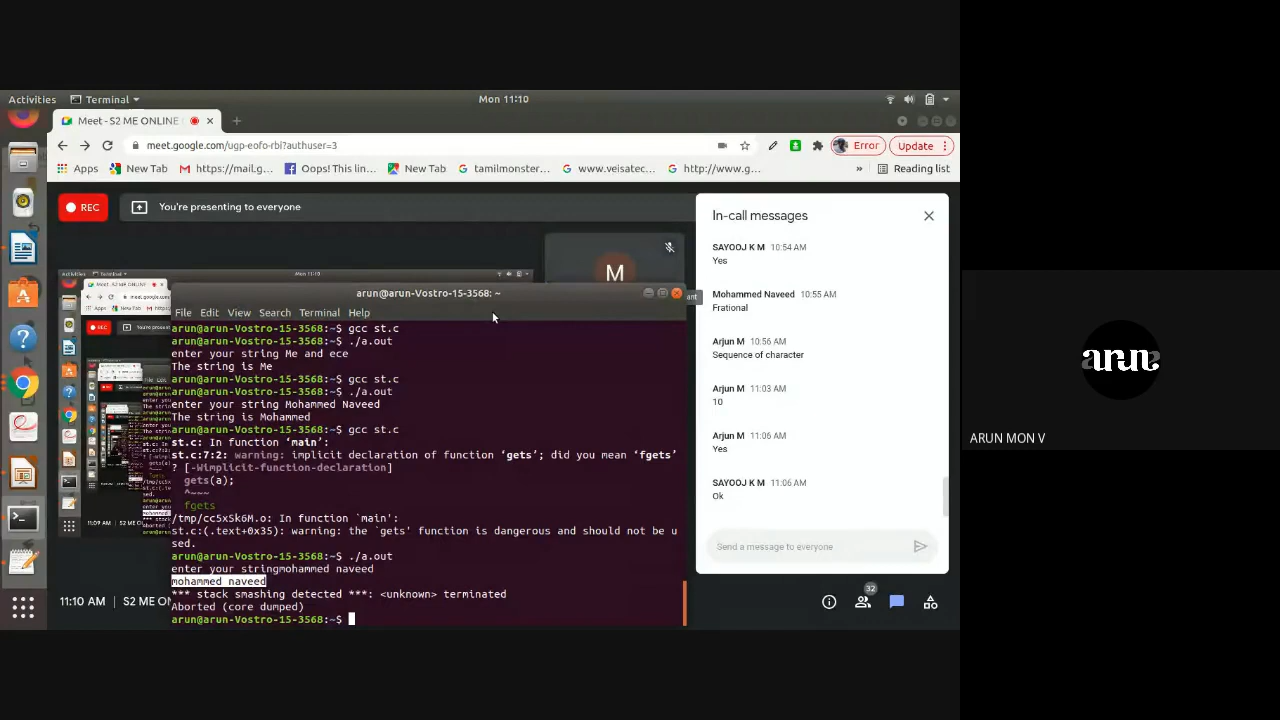 Activities
Terminal
Mon 11:10
Meet - S2 ME ONLINE
meet.google.com/ugp-eofo-rbi?authuser=3
Error
Update
Apps
New Tab
https://mail.g...
Oops! This lin...
New Tab
tamilmonster...
www.veisatec...
http://www.g...
»
Reading list
REC
You're presenting to everyone
M
In-call messages
SAYOOJ K M 10:54 AM
Yes
Mohammed Naveed 10:55 AM
Frational
Arjun M 10:56 AM
Sequence of character
Arjun M 11:03 AM
10
Arjun M 11:06 AM
Yes
SAYOOJ K M 11:06 AM
Ok
Send a message to everyone
32
arun@arun-Vostro-15-3568: ~
File Edit View Search Terminal Help
arun@arun-Vostro-15-3568:~$ gcc st.c
arun@arun-Vostro-15-3568:~$ ./a.out
enter your string Me and ece
The string is Me
arun@arun-Vostro-15-3568:~$ gcc st.c
arun@arun-Vostro-15-3568:~$ ./a.out
enter your string Mohammed Naveed
The string is Mohammed
arun@arun-Vostro-15-3568:~$ gcc st.c
st.c: In function ‘main’:
st.c:7:2: warning: implicit declaration of function ‘gets’; did you mean ‘fgets’
? [-Wimplicit-function-declaration]
gets(a);
^~~~
fgets
/tmp/cc5xSk6M.o: In function `main':
st.c:(.text+0x35): warning: the `gets' function is dangerous and should not be u
sed.
arun@arun-Vostro-15-3568:~$ ./a.out
enter your stringmohammed naveed
mohammed naveed
*** stack smashing detected ***: <unknown> terminated
Aborted (core dumped)
arun@arun-Vostro-15-3568:~$
11:10 AM
S2 ME
arun
ARUN MON V